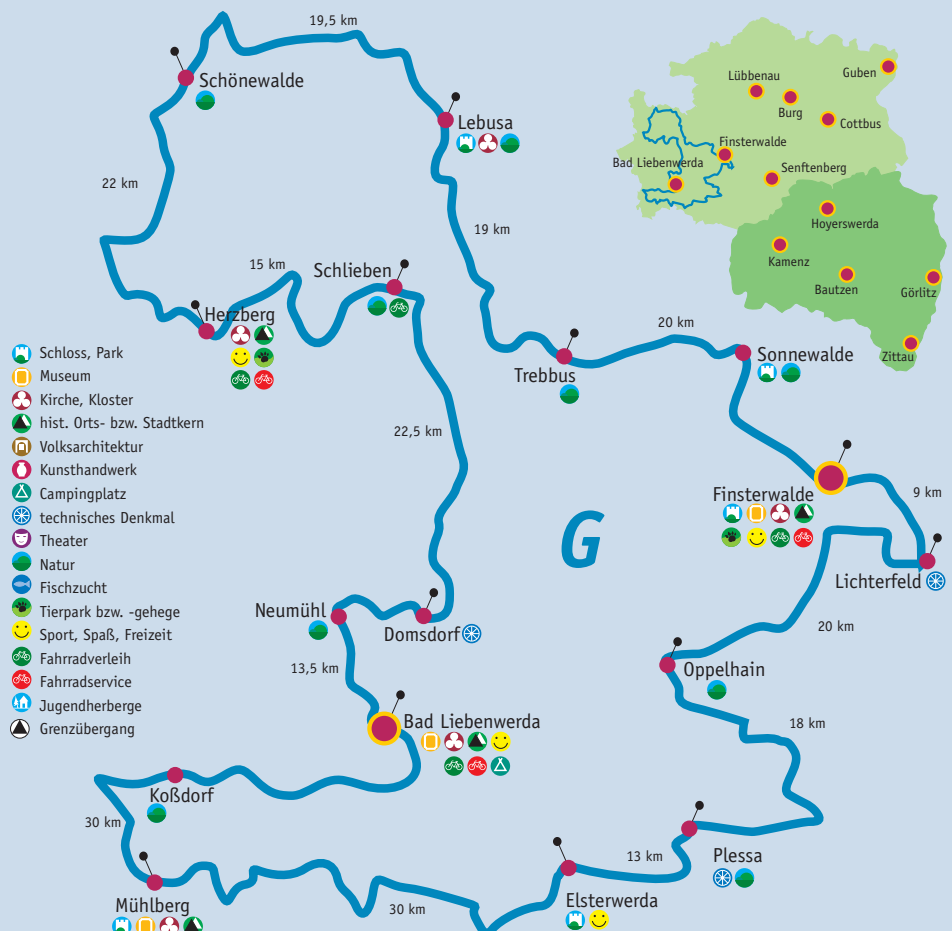 19,5 km
Schönewalde
Lebusa
22 km
19 km
15 km
Schlieben
Herzberg
Trebbus
20 km
Sonnewalde
22,5 km
Finsterwalde
9 km
Lichterfeld
G
Neumühl
Domsdorf
20 km
13,5 km
Oppelhain
Bad Liebenwerda
18 km
Koßdorf
30 km
Mühlberg
30 km
13 km
Plessa
Elsterwerda
Schloss, Park
Museum
Kirche, Kloster
hist. Orts- bzw. Stadtkern
Volksarchitektur
Kunsthandwerk
Campingplatz
technisches Denkmal
Theater
Natur
Fischzucht
Tierpark bzw. -gehege
Sport, Spaß, Freizeit
Fahrradverleih
Fahrradservice
Jugendherberge
Grenzübergang
Guben
Lübbenau
Burg
Cottbus
Finsterwalde
Bad Liebenwerda
Senftenberg
Hoyerswerda
Kamenz
Bautzen
Görlitz
Zittau